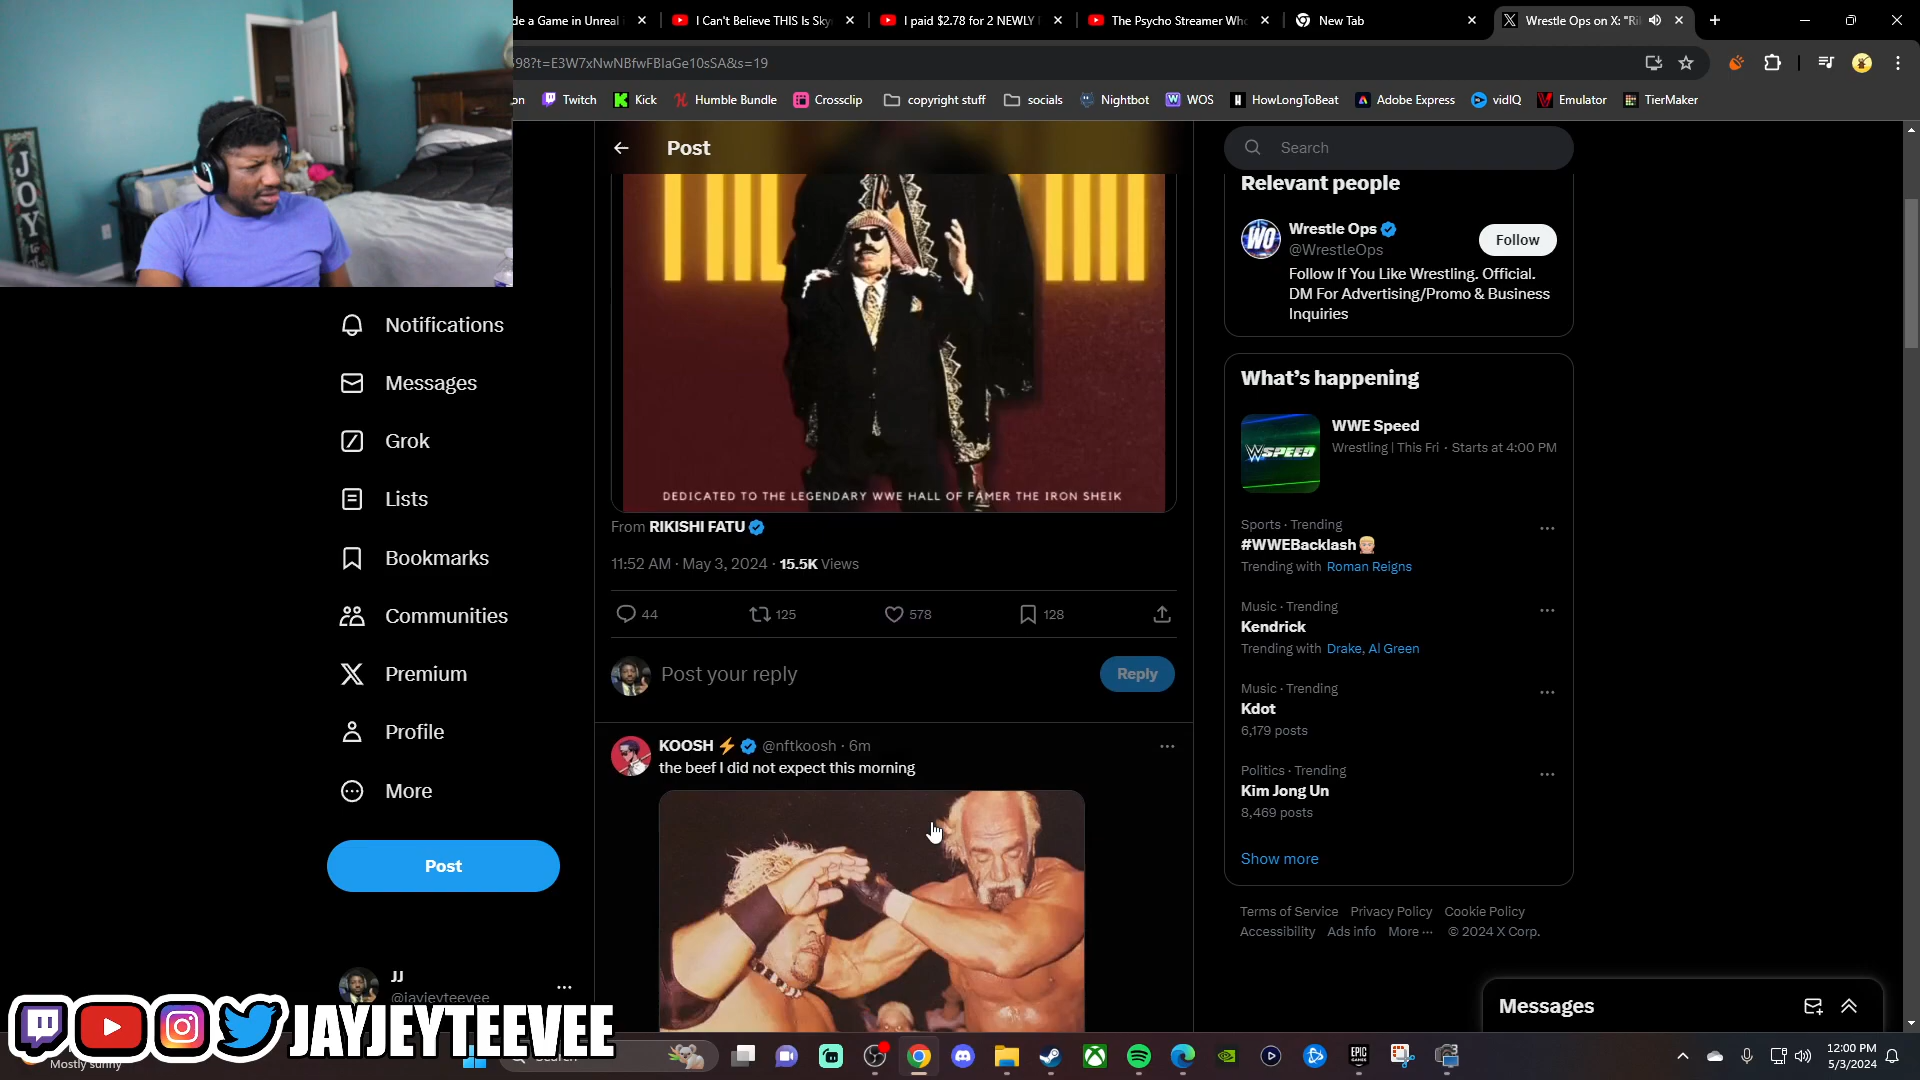 de a Game in Unreal
I Can't Believe THIS Is Sky
I paid $2.78 for 2 NEWLY
The Psycho Streamer Who
New Tab
Wrestle Ops on X: "Ri
98?t=E3W7xNwNBfwFBIaGe10sSA&s=19
on
Twitch
Kick
Humble Bundle
Crossclip
copyright stuff
socials
Nightbot
WOS
HowLongToBeat
Adobe Express
vidIQ
Emulator
TierMaker
JOY
Post
Search
Relevant people
WO
Wrestle Ops
@WrestleOps
Follow
Follow If You Like Wrestling. Official.
DM For Advertising/Promo & Business
Inquiries
Notifications
Messages
Grok
Lists
Bookmarks
Communities
Premium
Profile
More
Post
JJ
@jayjeyteevee
DEDICATED TO THE LEGENDARY WWE HALL OF FAMER THE IRON SHEIK
From RIKISHI FATU
11:52 AM · May 3, 2024 · 15.5K Views
44
125
578
128
Post your reply
Reply
KOOSH @nftkoosh · 6m
the beef I did not expect this morning
What's happening
SPEED
WWE Speed
Wrestling | This Fri · Starts at 4:00 PM
Sports · Trending
#WWEBacklash
Trending with Roman Reigns
Music · Trending
Kendrick
Trending with Drake, Al Green
Music · Trending
Kdot
6,179 posts
Politics · Trending
Kim Jong Un
8,469 posts
Show more
Terms of Service Privacy Policy Cookie Policy
Accessibility Ads info More ··· © 2024 X Corp.
Messages
JAYJEYTEEVEE
Mostly sunny
Search
EPIC
GAMES
12:00 PM
5/3/2024